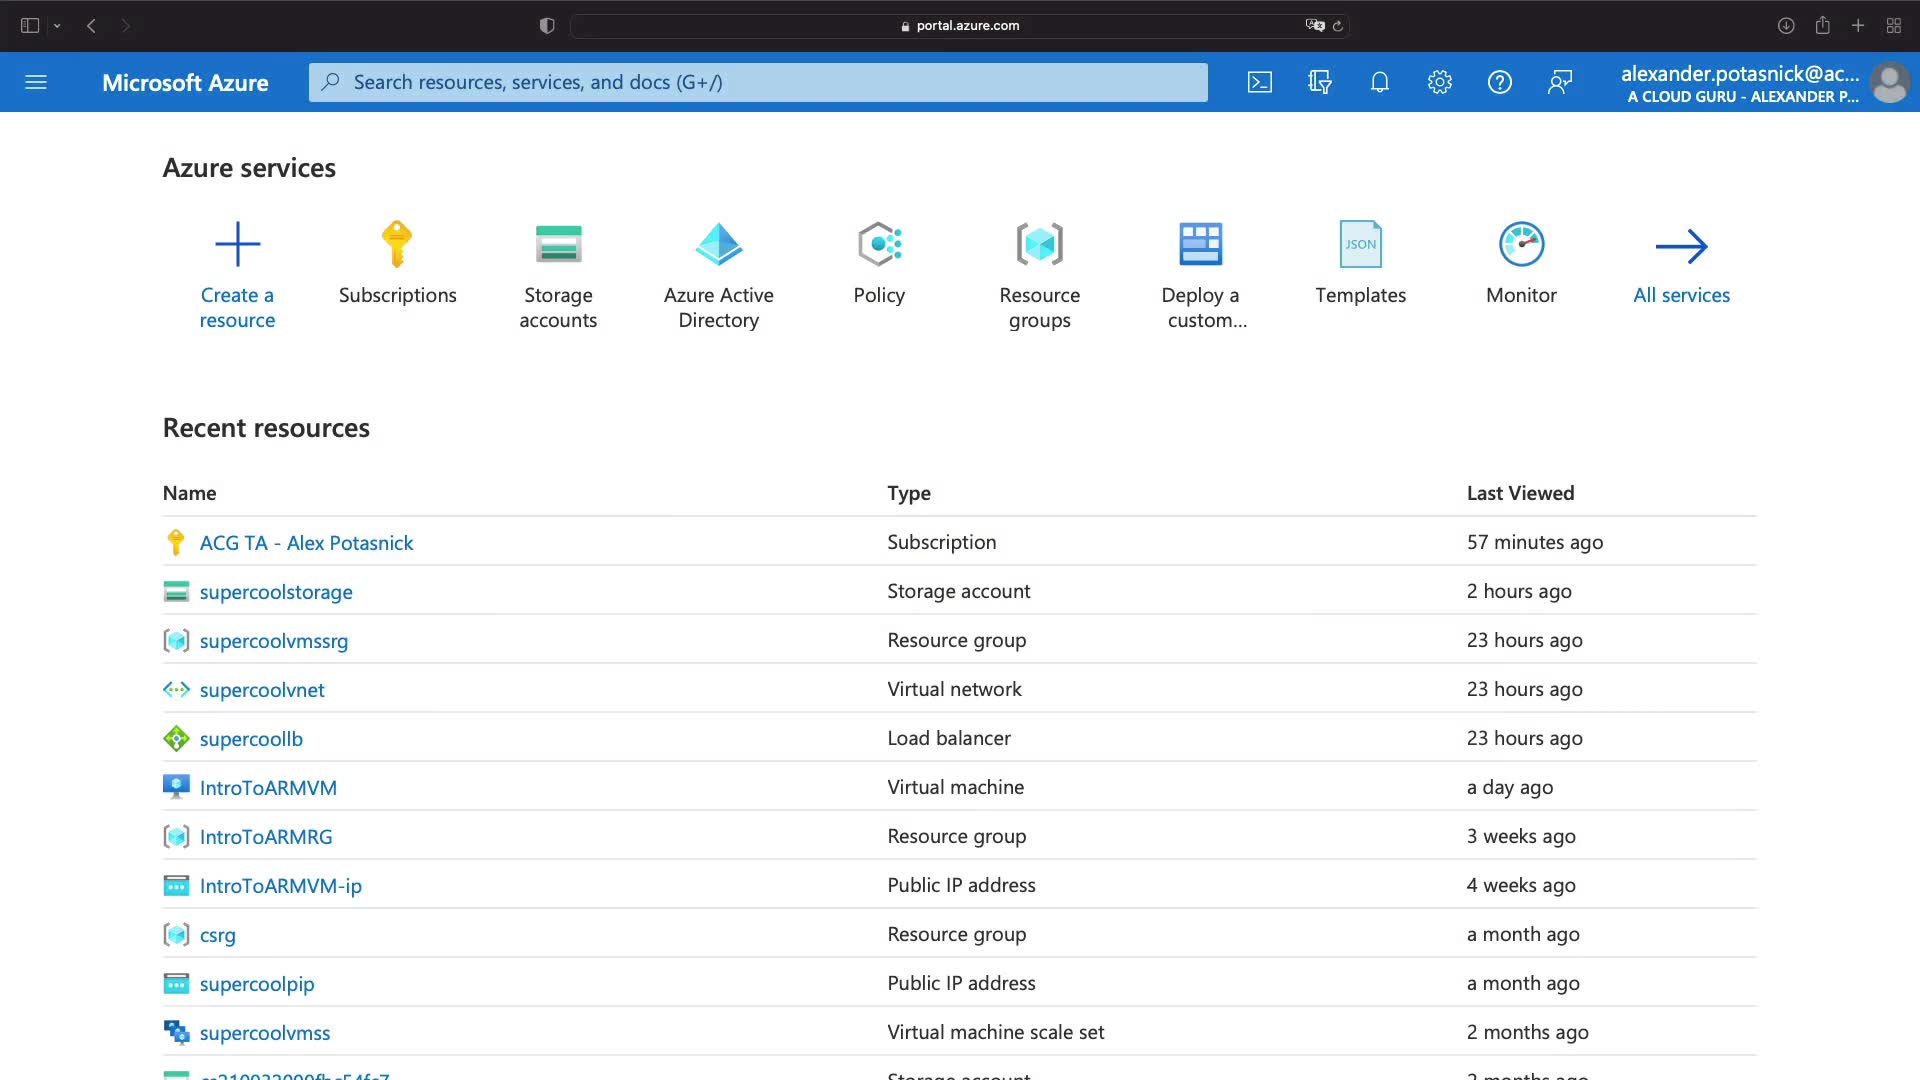 portal.azure.com
Microsoft Azure
Search resources, services, and docs (G+/)
alexander.potasnick@ac...
A CLOUD GURU - ALEXANDER P...
Azure services
Create a
resource
Subscriptions
Storage
accounts
Azure Active
Directory
Policy
Resource
groups
Deploy a
custom...
JSON
Templates
Monitor
All services
Recent resources
Name Type Last Viewed
ACG TA - Alex Potasnick Subscription 57 minutes ago
supercoolstorage Storage account 2 hours ago
supercoolvmssrg Resource group 23 hours ago
supercoolvnet Virtual network 23 hours ago
supercoollb Load balancer 23 hours ago
IntroToARMVM Virtual machine a day ago
IntroToARMRG Resource group 3 weeks ago
IntroToARMVM-ip Public IP address 4 weeks ago
csrg Resource group a month ago
supercoolpip Public IP address a month ago
supercoolvmss Virtual machine scale set 2 months ago
Storage account 2 months ago